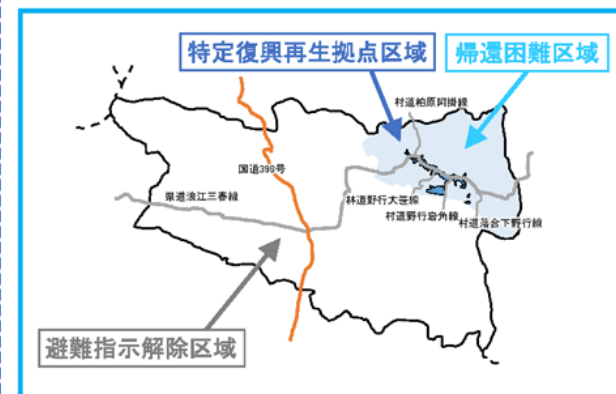 特定復興再生拠点区域
帰還困難区域
村道柏原阿掛線
国道399号
県道浪江三春線
林道野行大笹線
村道野行岩角線
村道落合下野行線
避難指示解除区域